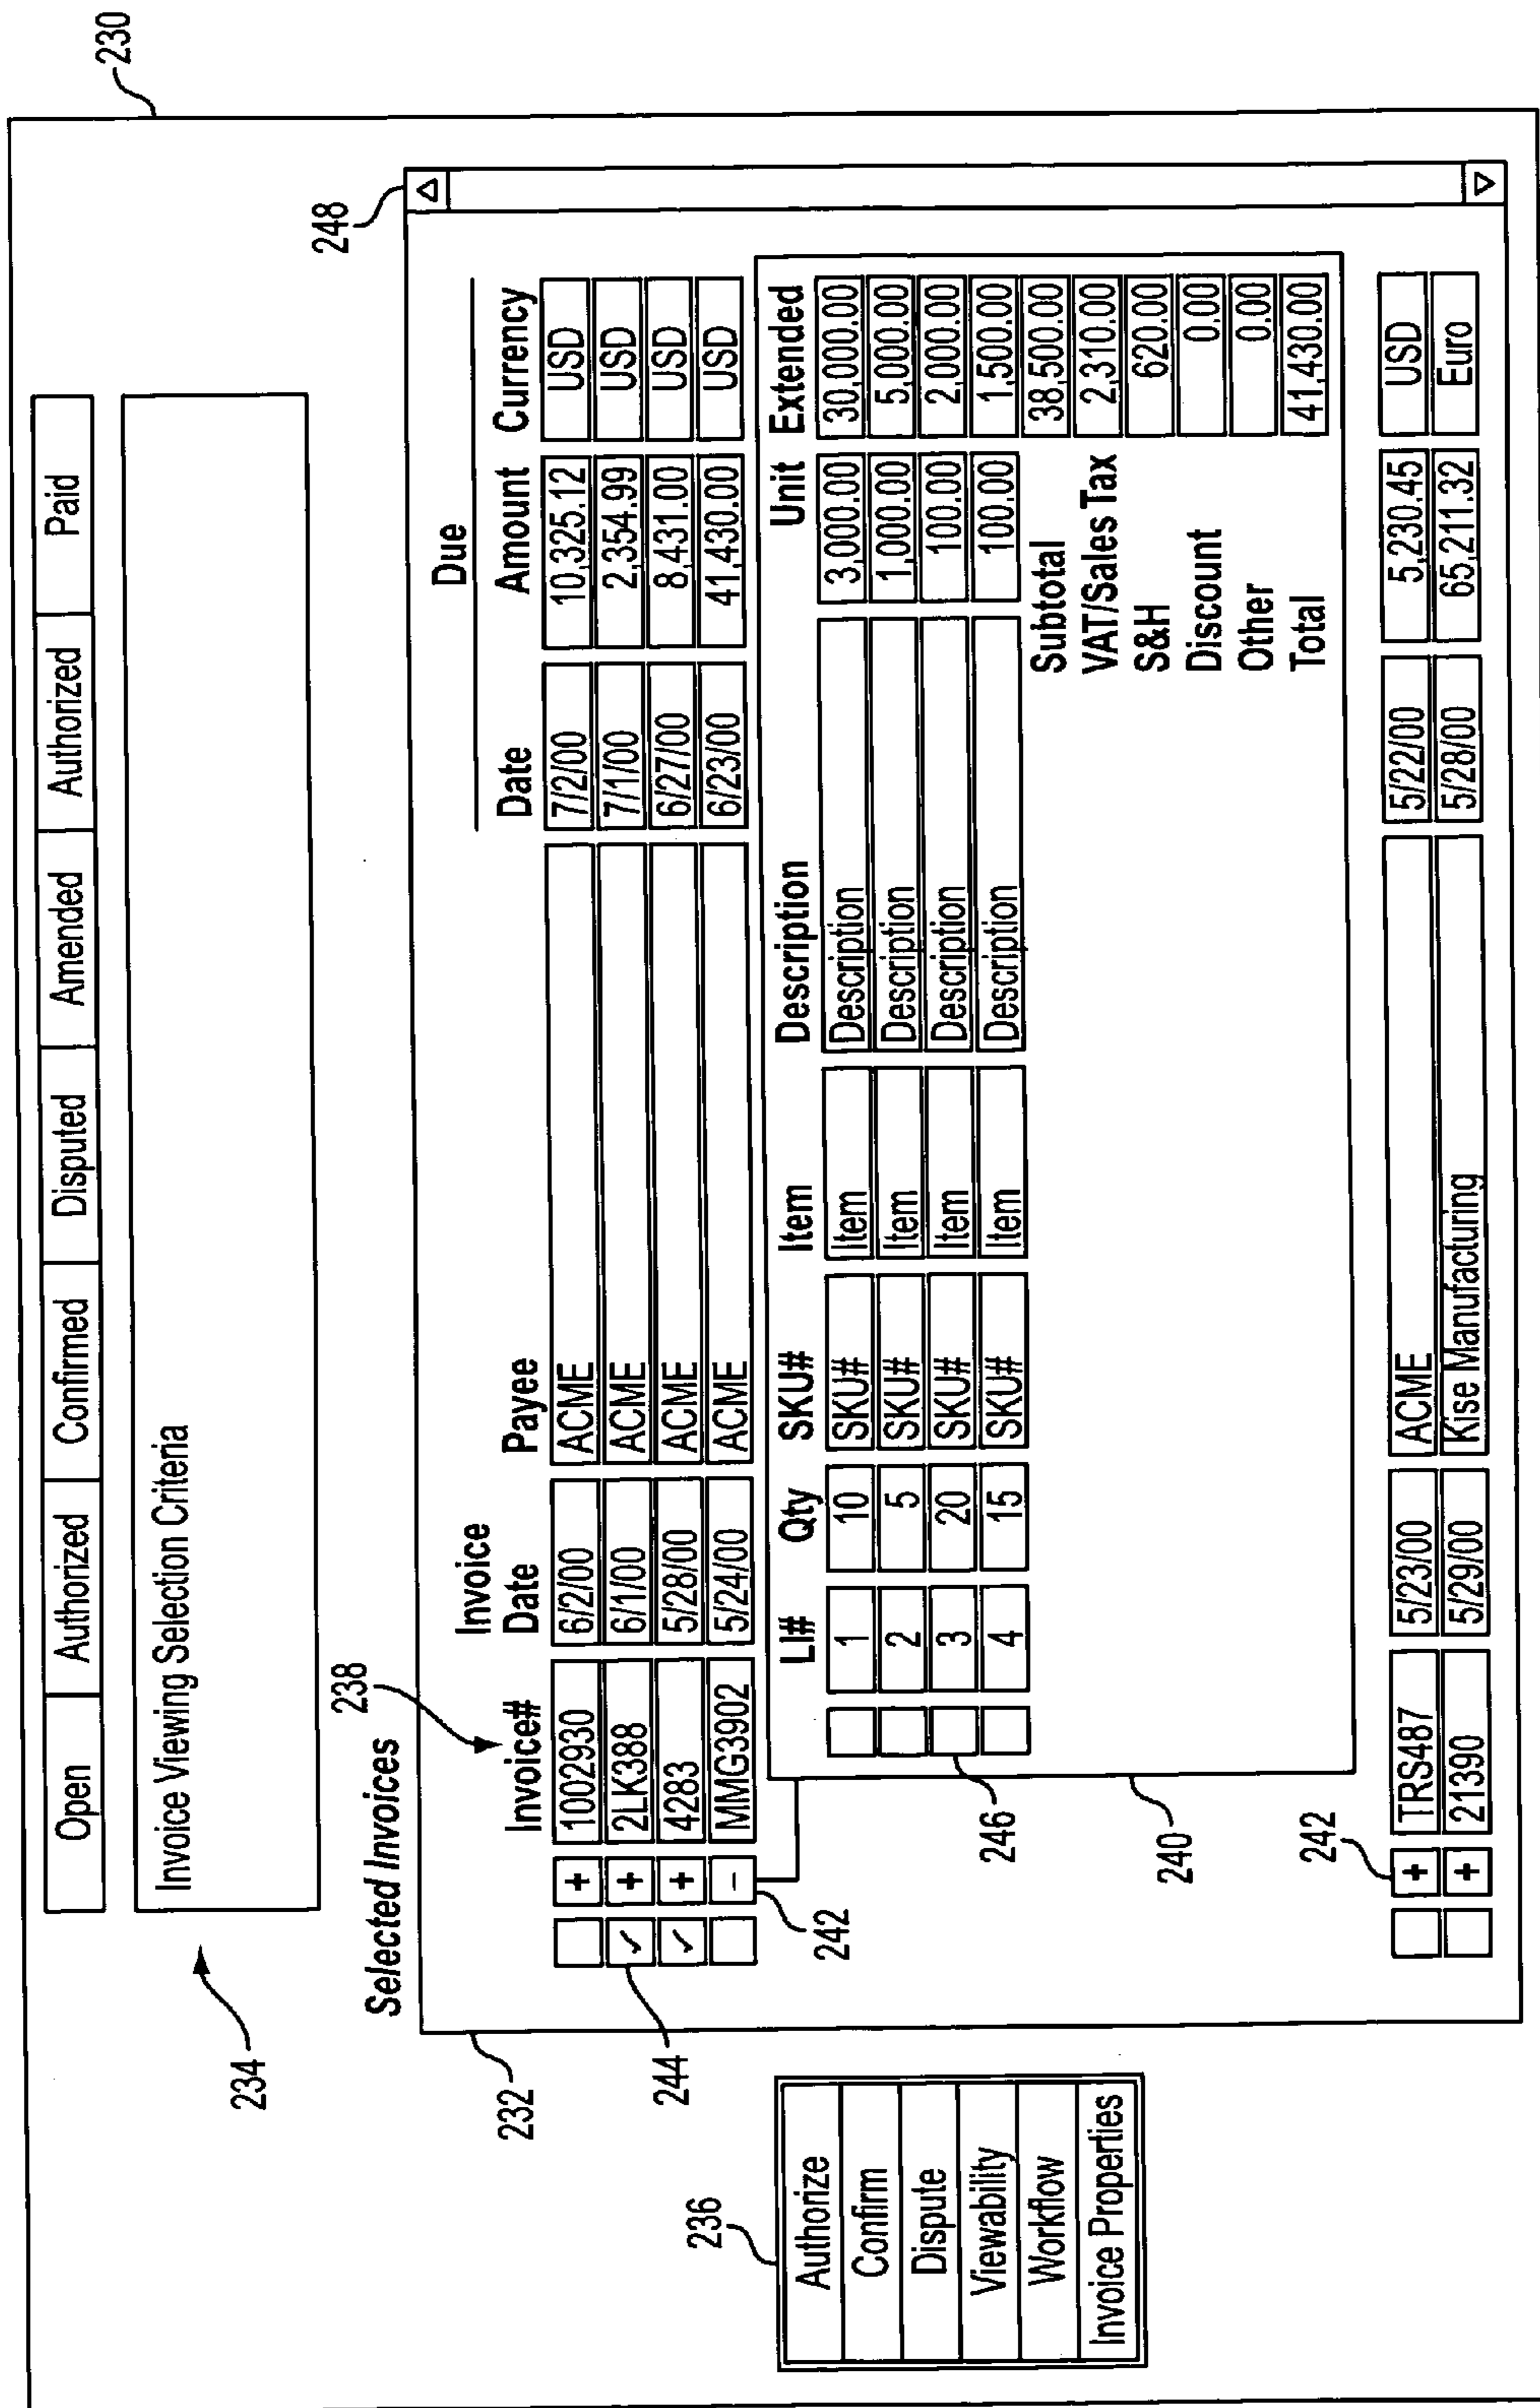 230
Open Authorized Confirmed Disputed Amended Authorized Paid
Invoice Viewing Selection Criteria
234
Selected Invoices
232
248
238
Due
Invoice
Invoice# Date Payee Date Amount Currency
+ 1002930 6/2/00 ACME 7/2/00 10,325.12 USD
✓ + 2LK388 6/1/00 ACME 7/1/00 2,354.99 USD
✓ + 4283 5/28/00 ACME 6/27/00 8,431.00 USD
- MMG3902 5/24/00 ACME 6/23/00 41,430.00 USD
244
242
LI# Qty SKU# Item Description Unit Extended
1 10 SKU# Item Description 3,000.00 30,000.00
2 5 SKU# Item Description 1,000.00 5,000.00
3 20 SKU# Item Description 100.00 2,000.00
4 15 SKU# Item Description 100.00 1,500.00
Subtotal 38,500.00
VAT/Sales Tax 2,310.00
S&H 620.00
Discount 0.00
Other 0.00
Total 41,430.00
246
240
242
+ TRS487 5/23/00 ACME 5/22/00 5,230.45 USD
+ 21390 5/29/00 Kise Manufacturing 5/28/00 65,211.32 Euro
236
Authorize
Confirm
Dispute
Viewability
Workflow
Invoice Properties